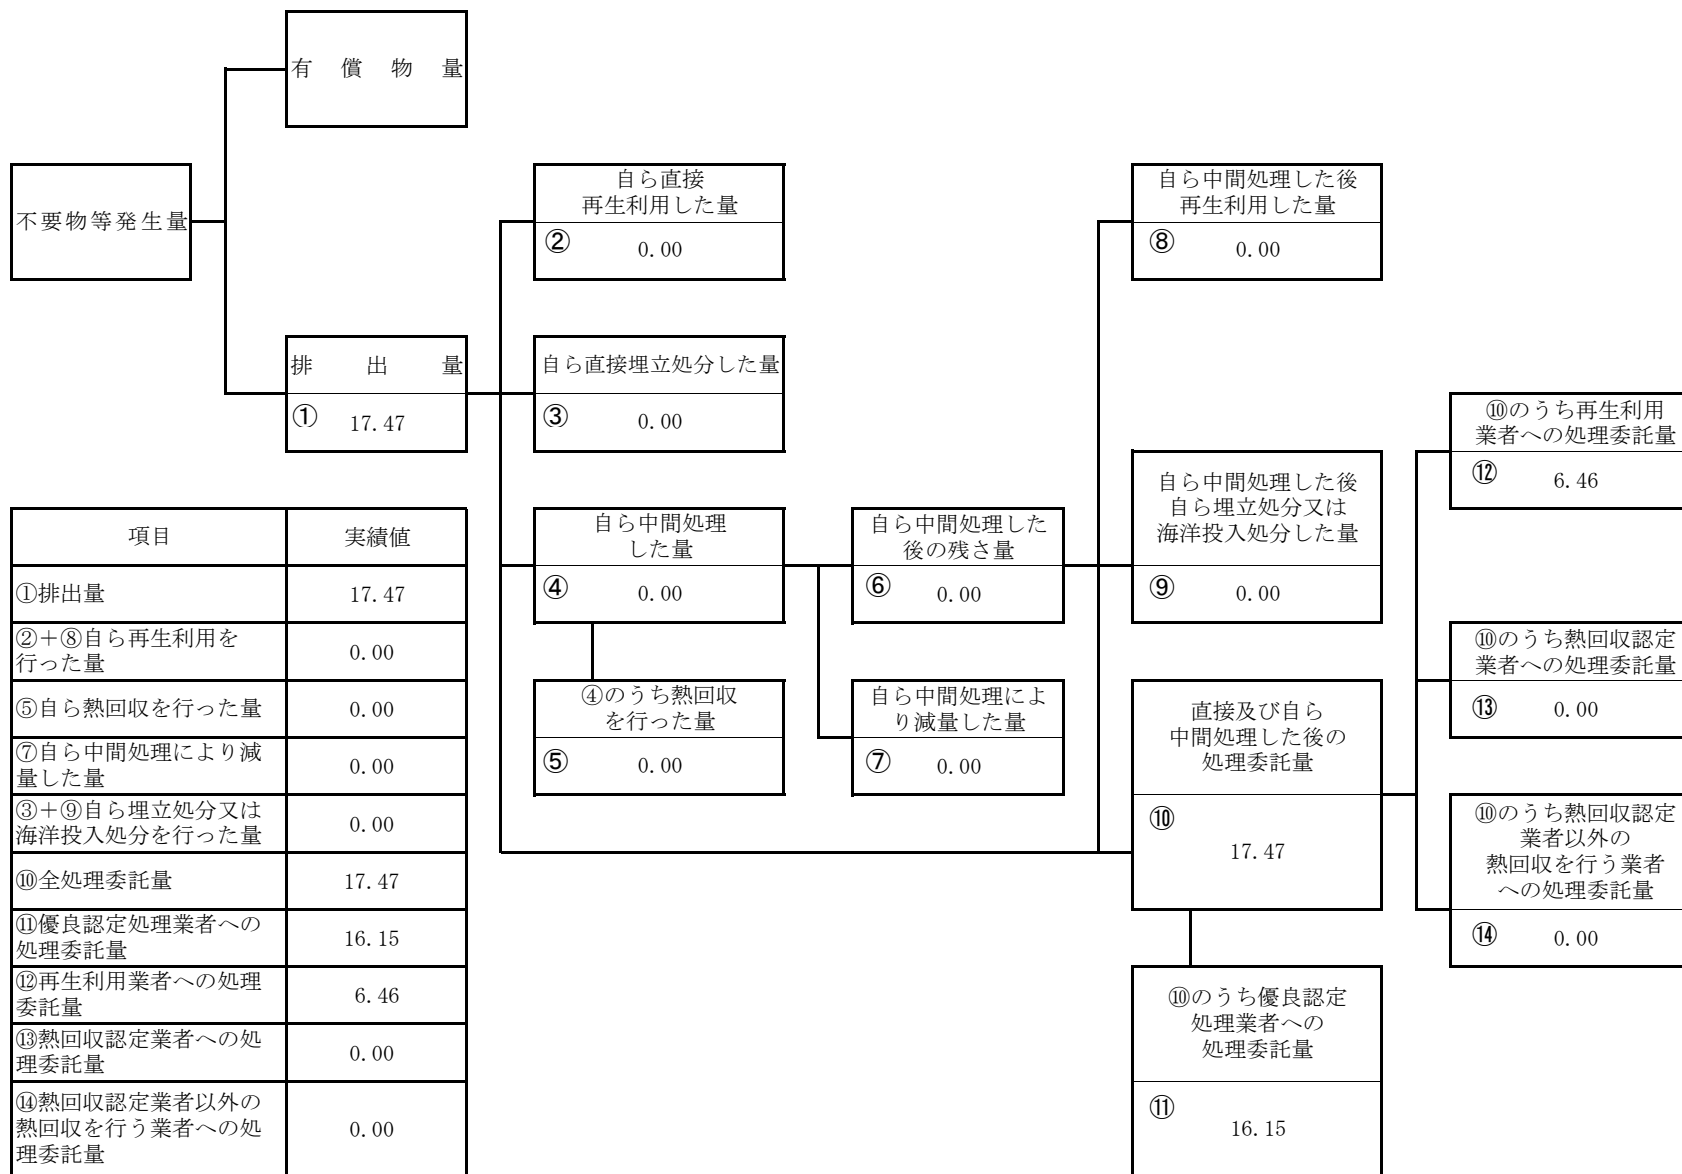 有償物量
不要物等発生量
排出量
① 17.47
自ら直接
再生利用した量
② 0.00
自ら直接埋立処分した量
③ 0.00
自ら中間処理
した量
④ 0.00
④のうち熱回収
を行った量
⑤ 0.00
自ら中間処理した
後の残さ量
⑥ 0.00
自ら中間処理によ
り減量した量
⑦ 0.00
自ら中間処理した後
再生利用した量
⑧ 0.00
自ら中間処理した後
自ら埋立処分又は
海洋投入処分した量
⑨ 0.00
直接及び自ら
中間処理した後の
処理委託量
⑩
17.47
⑩のうち優良認定
処理業者への
処理委託量
⑪
16.15
⑩のうち再生利用
業者への処理委託量
⑫ 6.46
⑩のうち熱回収認定
業者への処理委託量
⑬ 0.00
⑩のうち熱回収認定
業者以外の
熱回収を行う業者
への処理委託量
⑭ 0.00
項目 実績値
①排出量 17.47
②＋⑧自ら再生利用を
行った量 0.00
⑤自ら熱回収を行った量 0.00
⑦自ら中間処理により減
量した量 0.00
③＋⑨自ら埋立処分又は
海洋投入処分を行った量 0.00
⑩全処理委託量 17.47
⑪優良認定処理業者への
処理委託量 16.15
⑫再生利用業者への処理
委託量 6.46
⑬熱回収認定業者への処
理委託量 0.00
⑭熱回収認定業者以外の
熱回収を行う業者への処
理委託量 0.00